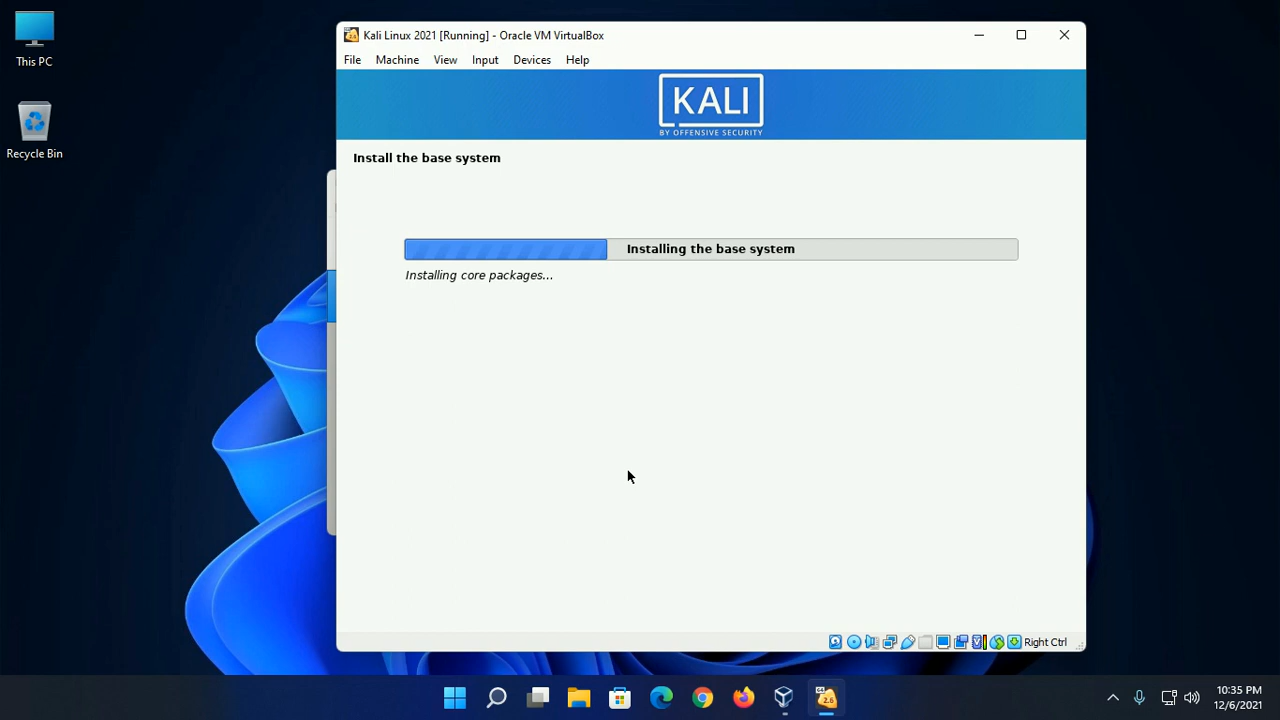 This PC
Recycle Bin
Kali Linux 2021 [Running] - Oracle VM VirtualBox
File Machine View Input Devices Help
KALI
BY OFFENSIVE SECURITY
Install the base system
Installing the base system
Installing core packages...
Right Ctrl
10:35 PM
12/6/2021